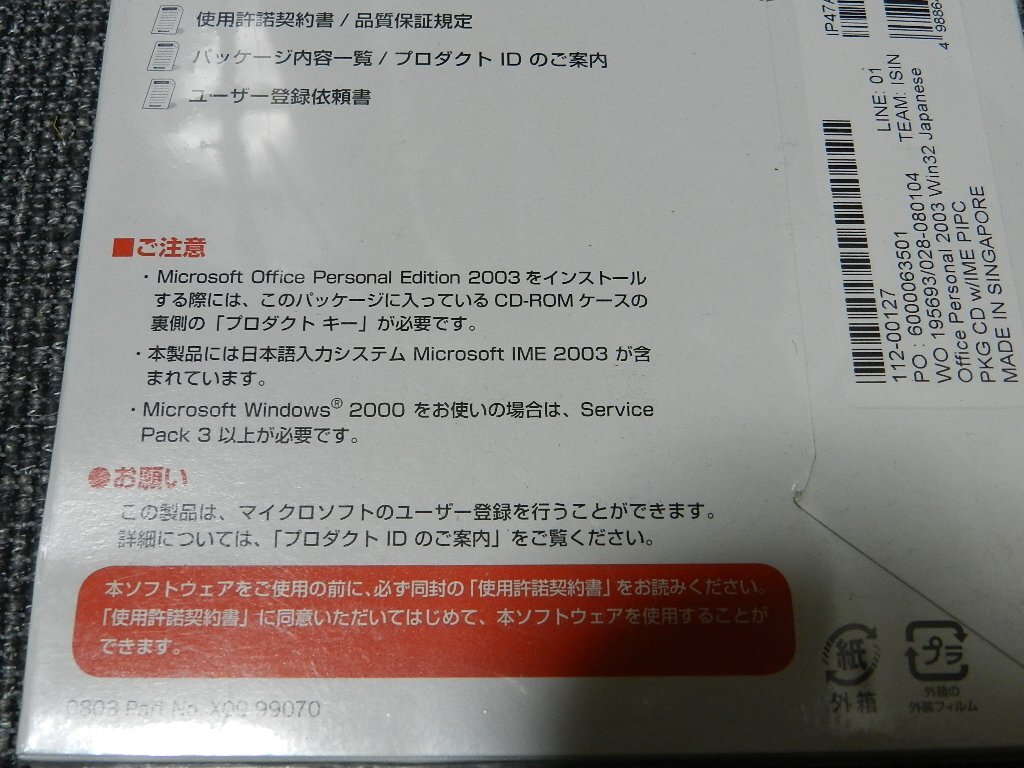 使用許諾契約書 / 品質保証規定
パッケージ内容一覧 / プロダクト ID のご案内
ユーザー登録依頼書
■ご注意
・Microsoft Office Personal Edition 2003 をインストール
する際には、このパッケージに入っている CD-ROM ケースの
裏側の「プロダクト キー」が必要です。
・本製品には日本語入力システム Microsoft IME 2003 が含
まれています。
・Microsoft Windows® 2000 をお使いの場合は、Service
Pack 3 以上が必要です。
●お願い
この製品は、マイクロソフトのユーザー登録を行うことができます。
詳細については、「プロダクト ID のご案内」をご覧ください。
本ソフトウェアをご使用の前に、必ず同封の「使用許諾契約書」をお読みください。
「使用許諾契約書」に同意いただいてはじめて、本ソフトウェアを使用することが
できます。
0803 Part No. X09-99070
112-00127 LINE: 01
PO : 6000063501 TEAM: ISIN
WO 195693/028-080104
Office Personal 2003 Win32 Japanese
PKG CD w/IME PIPC
MADE IN SINGAPORE
紙
外箱
プラ
外箱の
外装フィルム